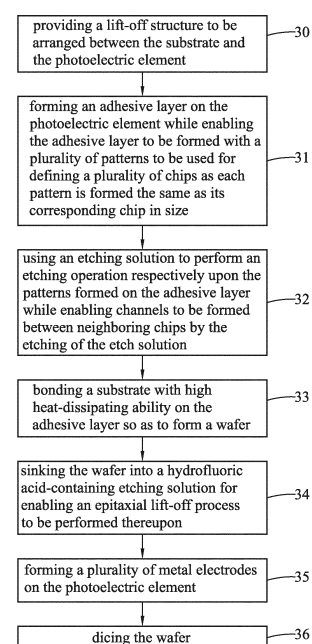 providing a lift-off structure to be
arranged between the substrate and
the photoelectric element
30
forming an adhesive layer on the
photoelectric element while enabling
the adhesive layer to be formed with a
plurality of patterns to be used for
defining a plurality of chips as each
pattern is formed the same as its
corresponding chip in size
31
using an etching solution to perform an
etching operation respectively upon the
patterns formed on the adhesive layer
while enabling channels to be formed
between neighboring chips by the
etching of the etch solution
32
bonding a substrate with high
heat-dissipating ability on the
adhesive layer so as to form a wafer
33
sinking the wafer into a hydrofluoric
acid-containing etching solution for
enabling an epitaxial lift-off process
to be performed thereupon
34
forming a plurality of metal electrodes
on the photoelectric element
35
dicing the wafer
36